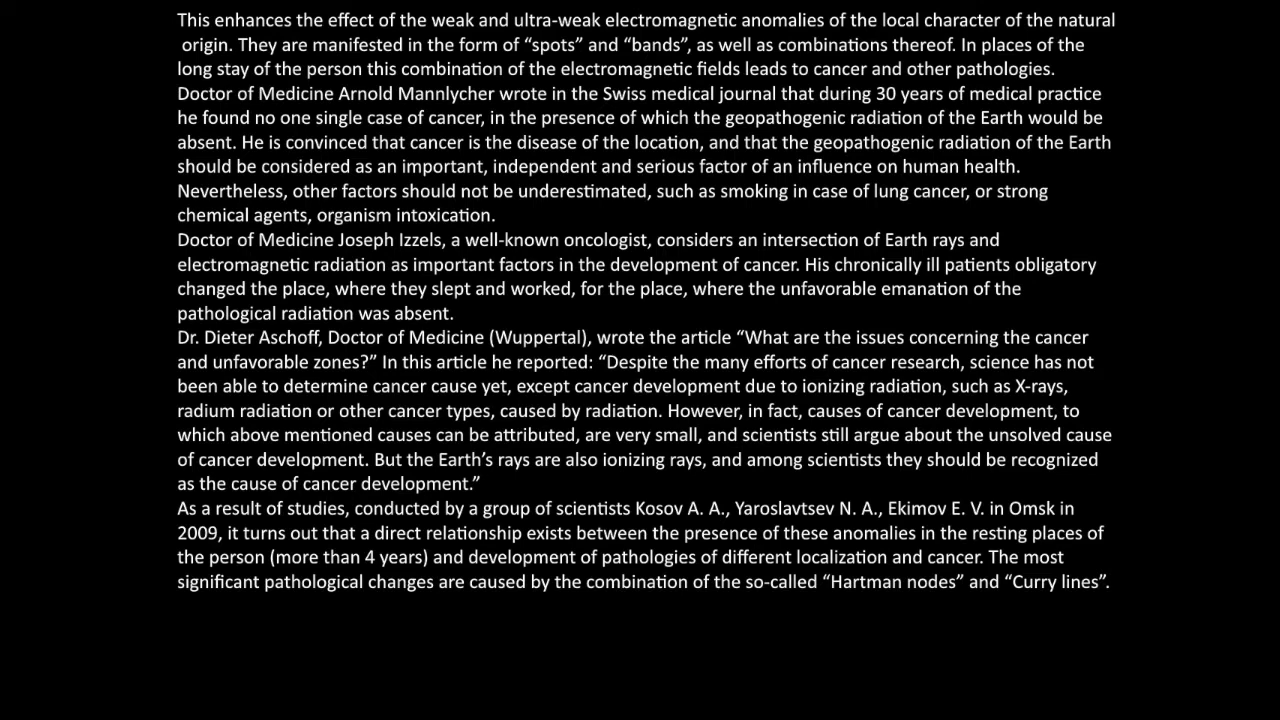 This enhances the effect of the weak and ultra-weak electromagnetic anomalies of the local character of the natural
origin. They are manifested in the form of “spots” and “bands”, as well as combinations thereof. In places of the
long stay of the person this combination of the electromagnetic fields leads to cancer and other pathologies.
Doctor of Medicine Arnold Mannlycher wrote in the Swiss medical journal that during 30 years of medical practice
he found no one single case of cancer, in the presence of which the geopathogenic radiation of the Earth would be
absent. He is convinced that cancer is the disease of the location, and that the geopathogenic radiation of the Earth
should be considered as an important, independent and serious factor of an influence on human health.
Nevertheless, other factors should not be underestimated, such as smoking in case of lung cancer, or strong
chemical agents, organism intoxication.
Doctor of Medicine Joseph Izzels, a well-known oncologist, considers an intersection of Earth rays and
electromagnetic radiation as important factors in the development of cancer. His chronically ill patients obligatory
changed the place, where they slept and worked, for the place, where the unfavorable emanation of the
pathological radiation was absent.
Dr. Dieter Aschoff, Doctor of Medicine (Wuppertal), wrote the article “What are the issues concerning the cancer
and unfavorable zones?” In this article he reported: “Despite the many efforts of cancer research, science has not
been able to determine cancer cause yet, except cancer development due to ionizing radiation, such as X-rays,
radium radiation or other cancer types, caused by radiation. However, in fact, causes of cancer development, to
which above mentioned causes can be attributed, are very small, and scientists still argue about the unsolved cause
of cancer development. But the Earth’s rays are also ionizing rays, and among scientists they should be recognized
as the cause of cancer development.”
As a result of studies, conducted by a group of scientists Kosov A. A., Yaroslavtsev N. A., Ekimov E. V. in Omsk in
2009, it turns out that a direct relationship exists between the presence of these anomalies in the resting places of
the person (more than 4 years) and development of pathologies of different localization and cancer. The most
significant pathological changes are caused by the combination of the so-called “Hartman nodes” and “Curry lines”.